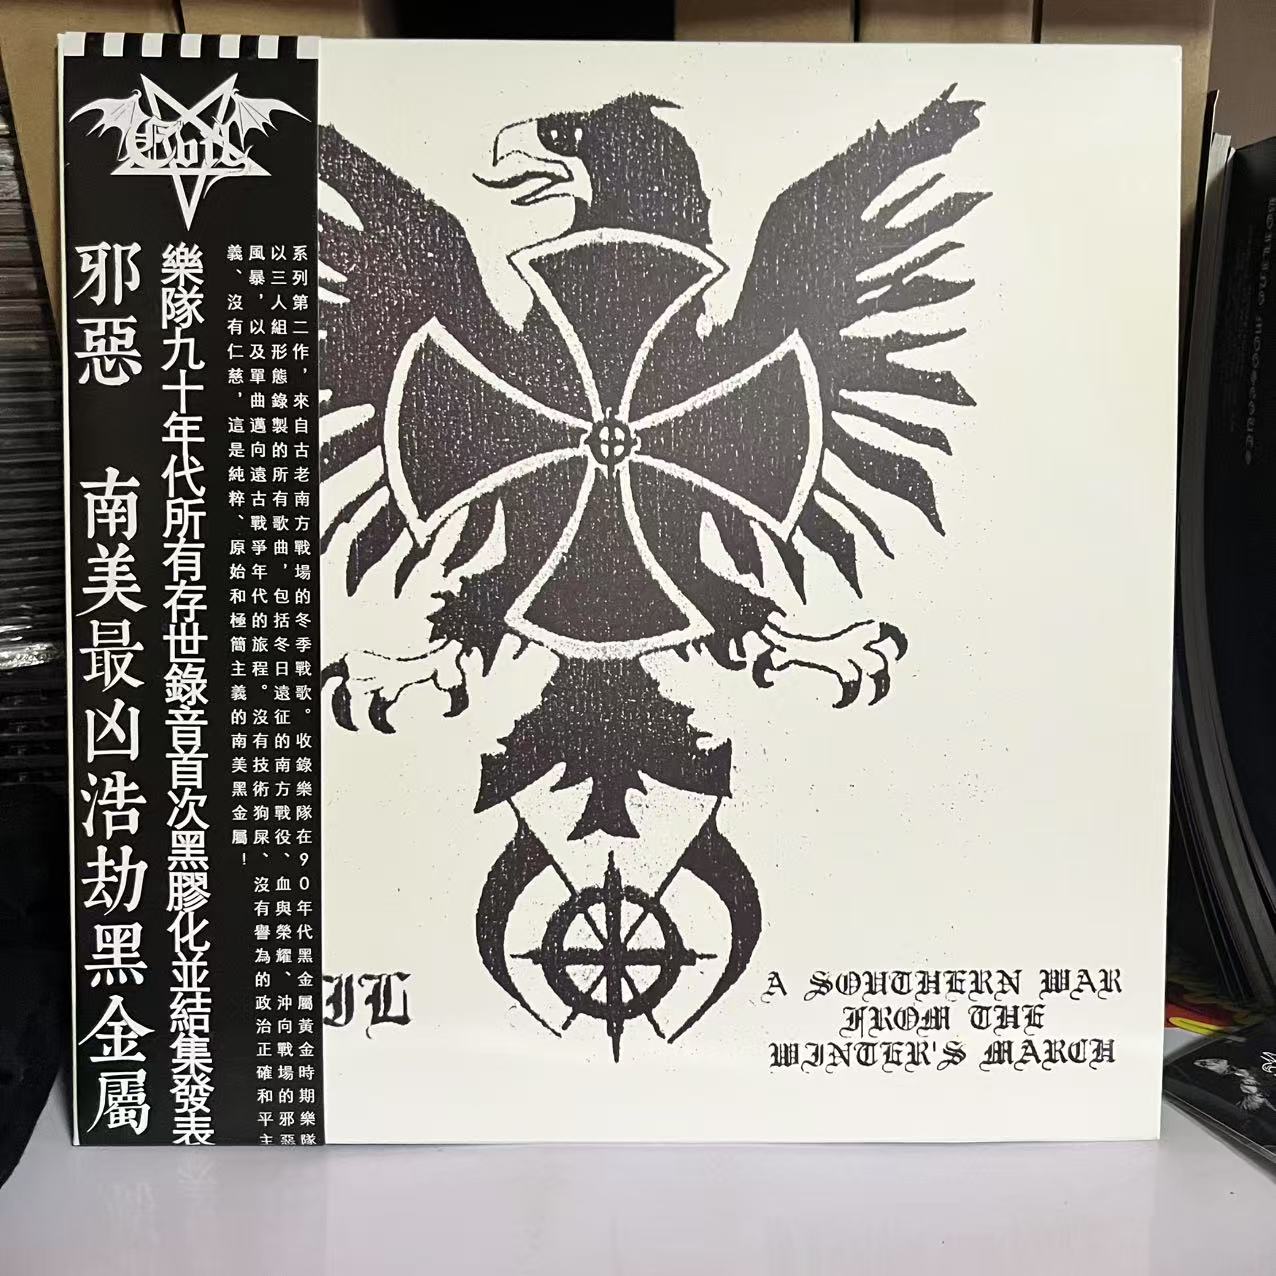 Evil
邪惡 南美最凶浩劫黑金屬
樂隊九十年代所有存世錄音首次黑膠化並結集發表
系列第二作，來自古老南方戰場的冬季戰歌。收錄樂隊在90年代黑金屬黃金時期樂隊
以三人組形態錄製的所有歌曲，包括冬日遠征的南方戰役、血與榮耀、沖向戰場的邪惡
風暴，以及單曲邁向遠古戰爭年代的旅程。沒有技術狗屎、沒有譽為的政治正確和平主
義、沒有仁慈，這是純粹、原始和極簡主義的南美黑金屬！
IL
A SOUTHERN WAR
FROM THE
WINTER'S MARCH